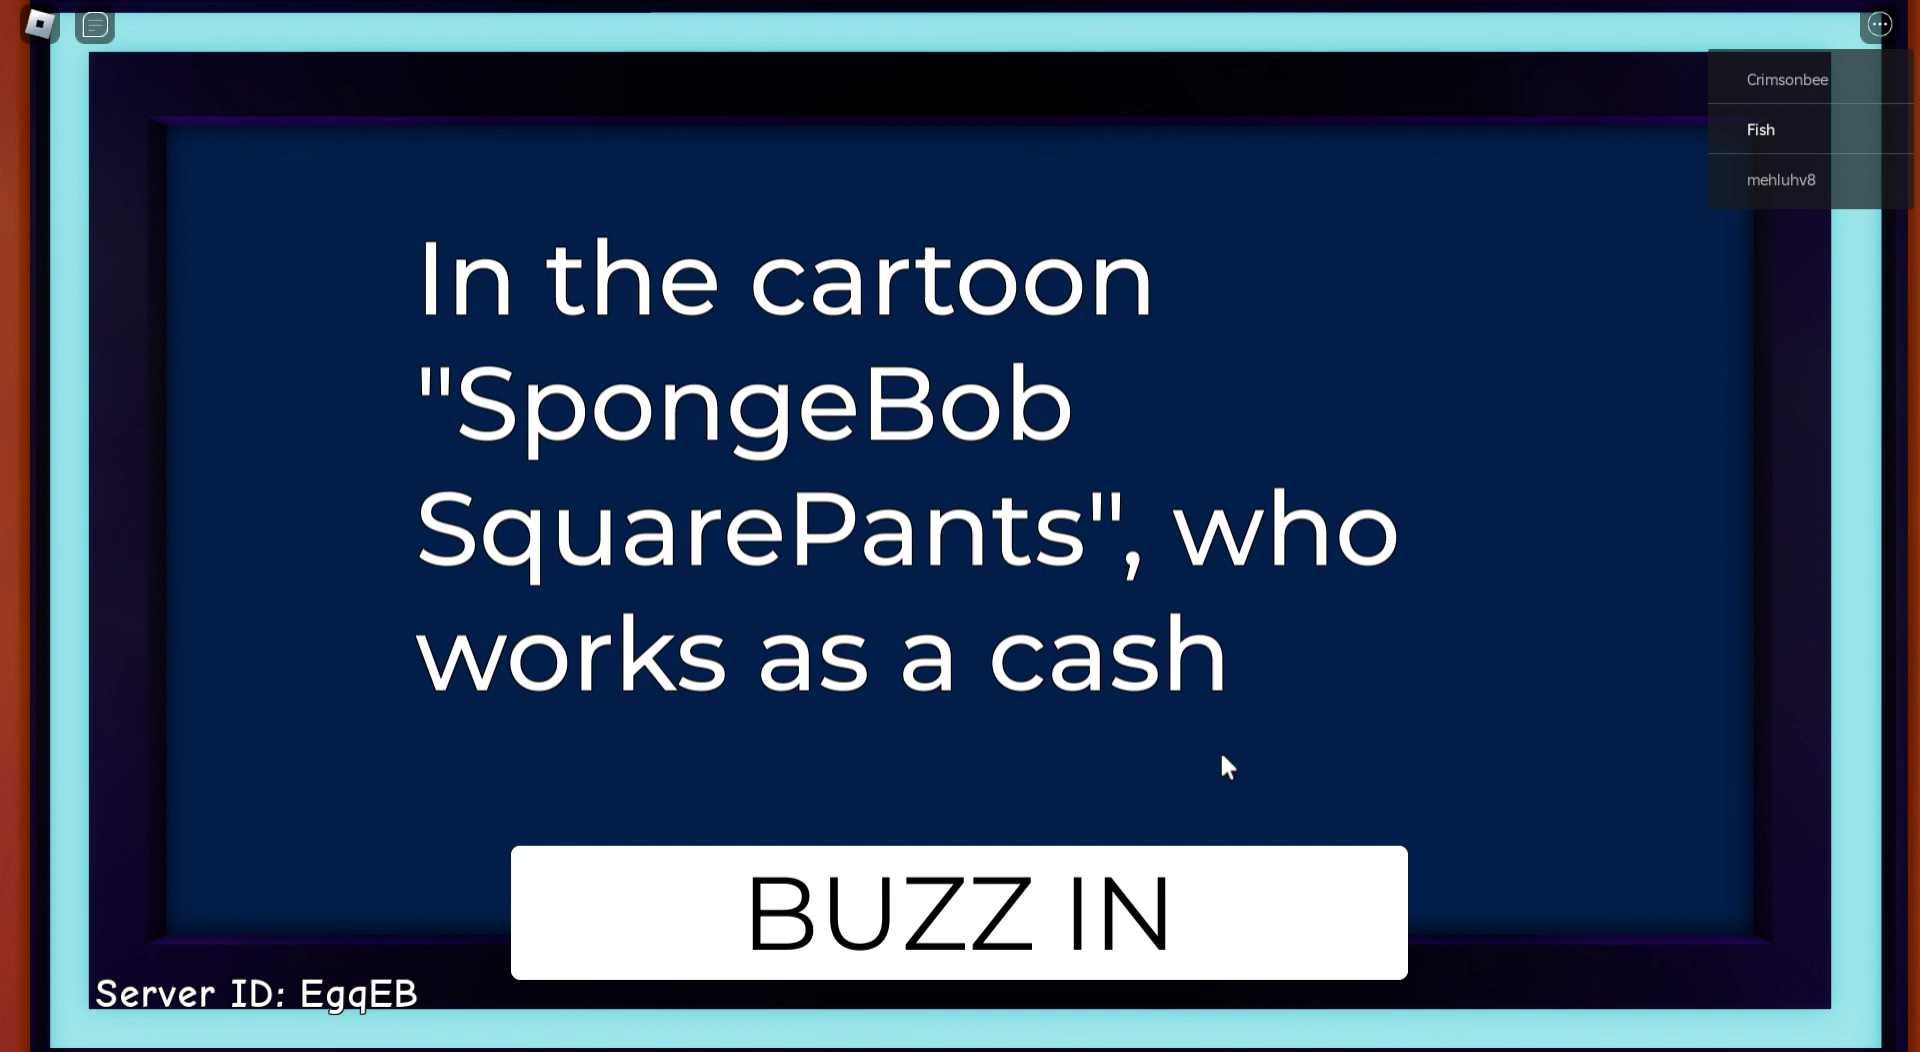 Crimsonbee
Fish
mehluhv8
In the cartoon
"SpongeBob
SquarePants", who
works as a cash
BUZZ IN
Server ID: EgqEB